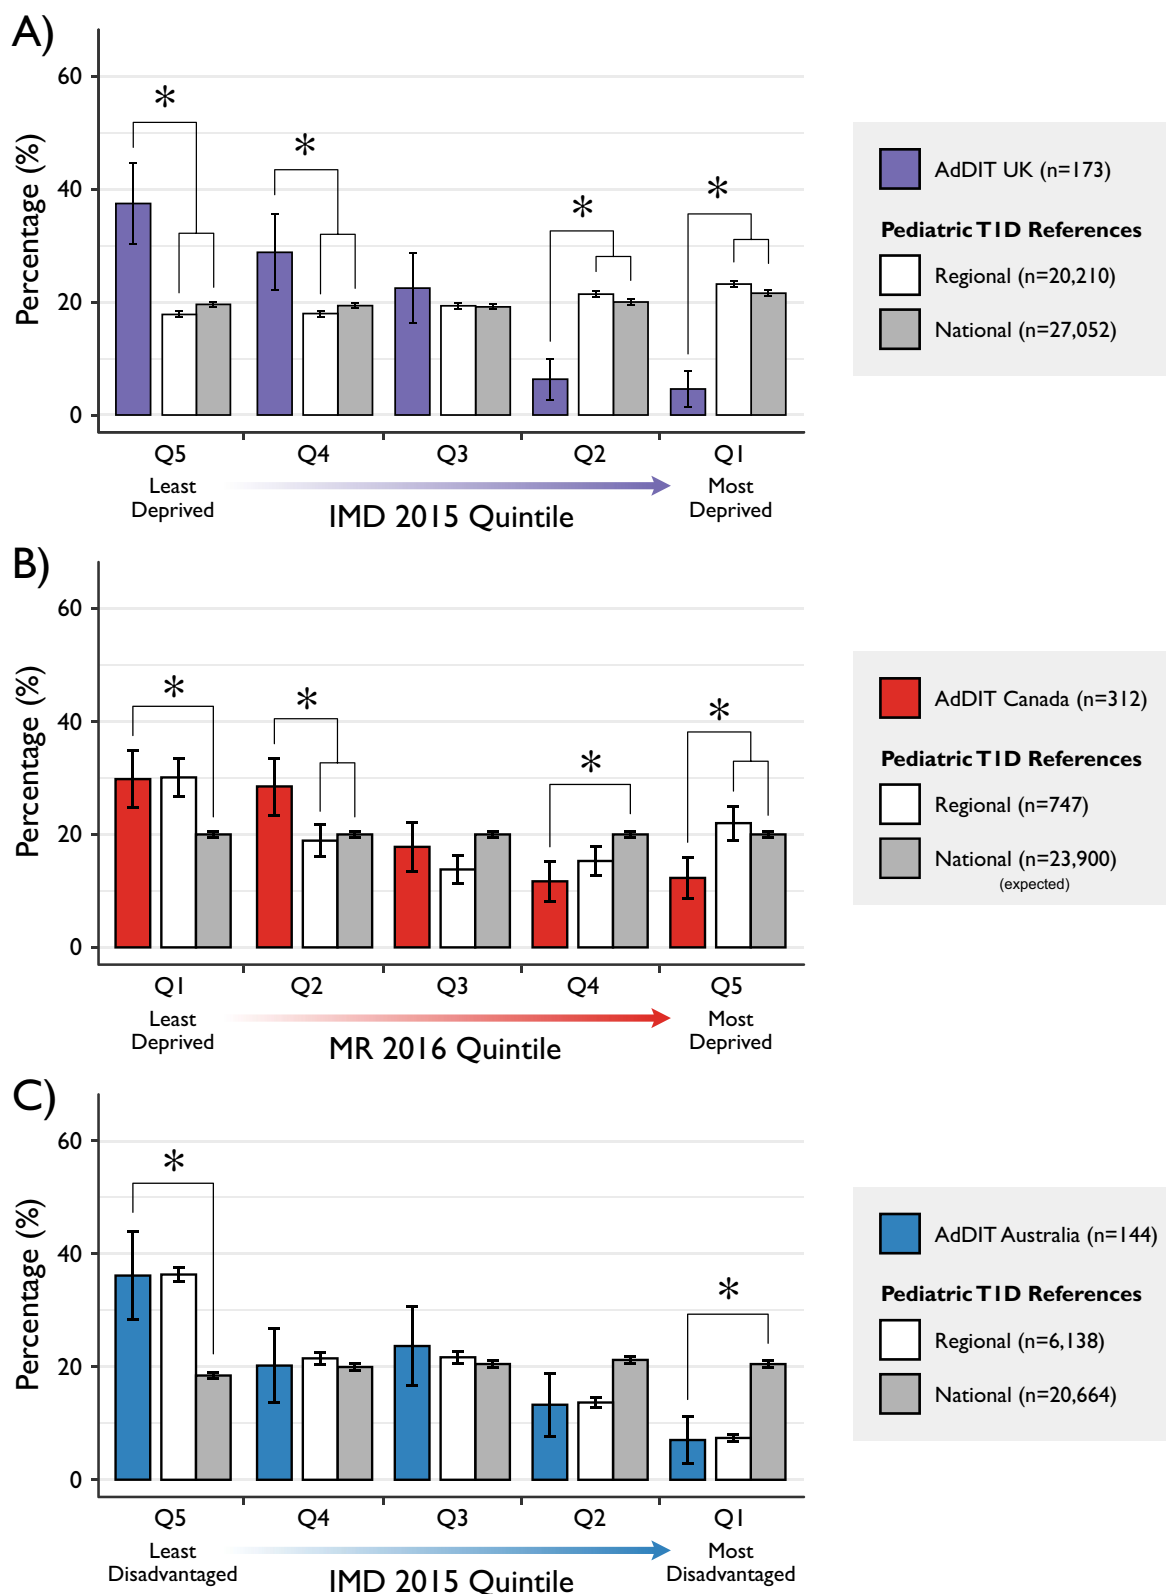 A)
Percentage (%)
60
40
20
0
*
*
*
*
Q5
Q4
Q3
Q2
Q1
Least
Deprived
Most
Deprived
IMD 2015 Quintile
AdDIT UK (n=173)
Pediatric T1D References
Regional (n=20,210)
National (n=27,052)
B)
Percentage (%)
60
40
20
0
*
*
*
*
Q1
Q2
Q3
Q4
Q5
Least
Deprived
Most
Deprived
MR 2016 Quintile
AdDIT Canada (n=312)
Pediatric T1D References
Regional (n=747)
National (n=23,900)
(expected)
C)
Percentage (%)
60
40
20
0
*
*
Q5
Q4
Q3
Q2
Q1
Least
Disadvantaged
Most
Disadvantaged
IMD 2015 Quintile
AdDIT Australia (n=144)
Pediatric T1D References
Regional (n=6,138)
National (n=20,664)